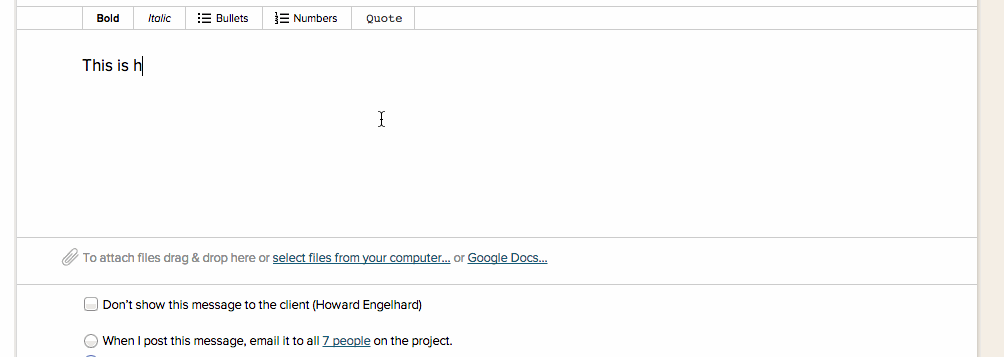 Bold Italic Bullets Numbers Quote
This is h
To attach files drag & drop here or select files from your computer... or Google Docs...
Don't show this message to the client (Howard Engelhard)
When I post this message, email it to all 7 people on the project.